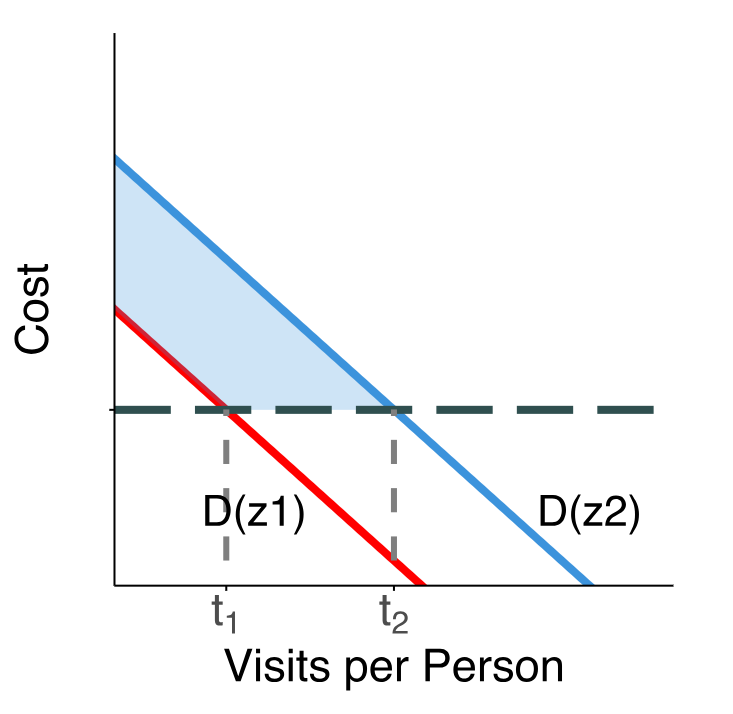 Cost
D(z1)
D(z2)
t1
t2
Visits per Person